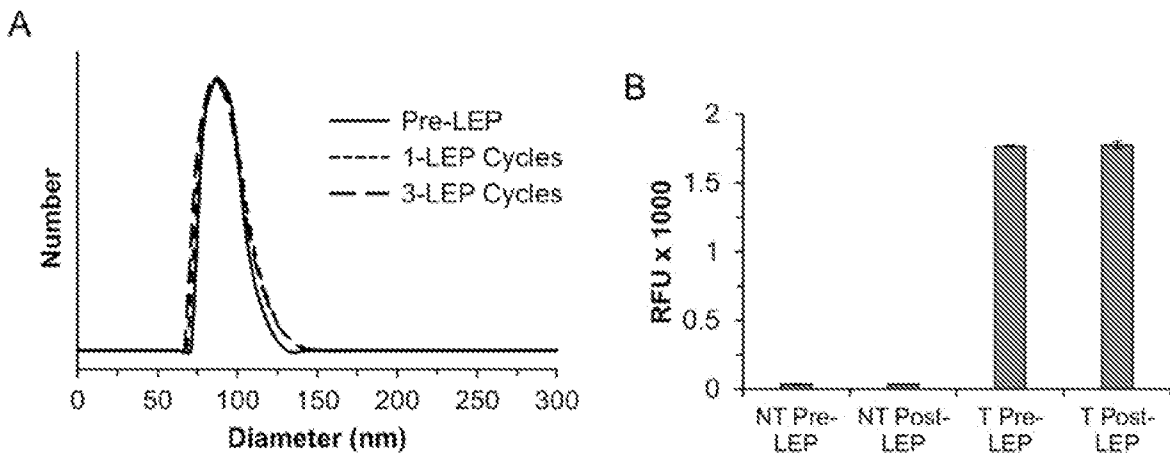 A
Number
Pre-LEP
1-LEP Cycles
3-LEP Cycles
0
50
100
150
200
250
300
Diameter (nm)
B
RFU x 1000
2
1.5
1
0.5
0
NT Pre-
LEP
NT Post-
LEP
T Pre-
LEP
T Post-
LEP